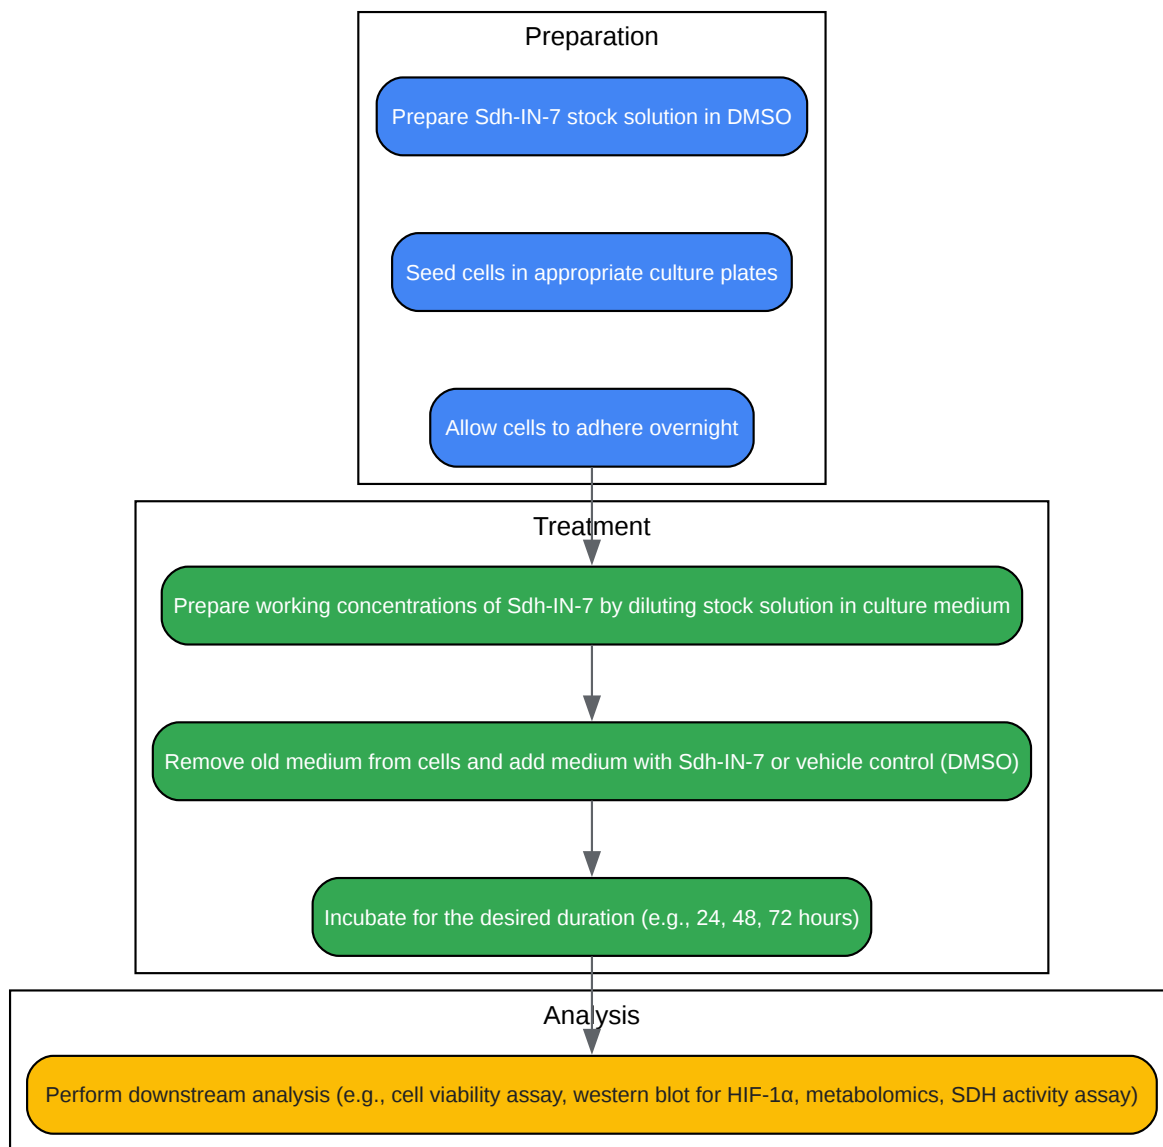 Preparation
Prepare Sdh-IN-7 stock solution in DMSO
Seed cells in appropriate culture plates
Allow cells to adhere overnight
Treatment
Prepare working concentrations of Sdh-IN-7 by diluting stock solution in culture medium
Remove old medium from cells and add medium with Sdh-IN-7 or vehicle control (DMSO)
Incubate for the desired duration (e.g., 24, 48, 72 hours)
Analysis
Perform downstream analysis (e.g., cell viability assay, western blot for HIF-1α, metabolomics, SDH activity assay)